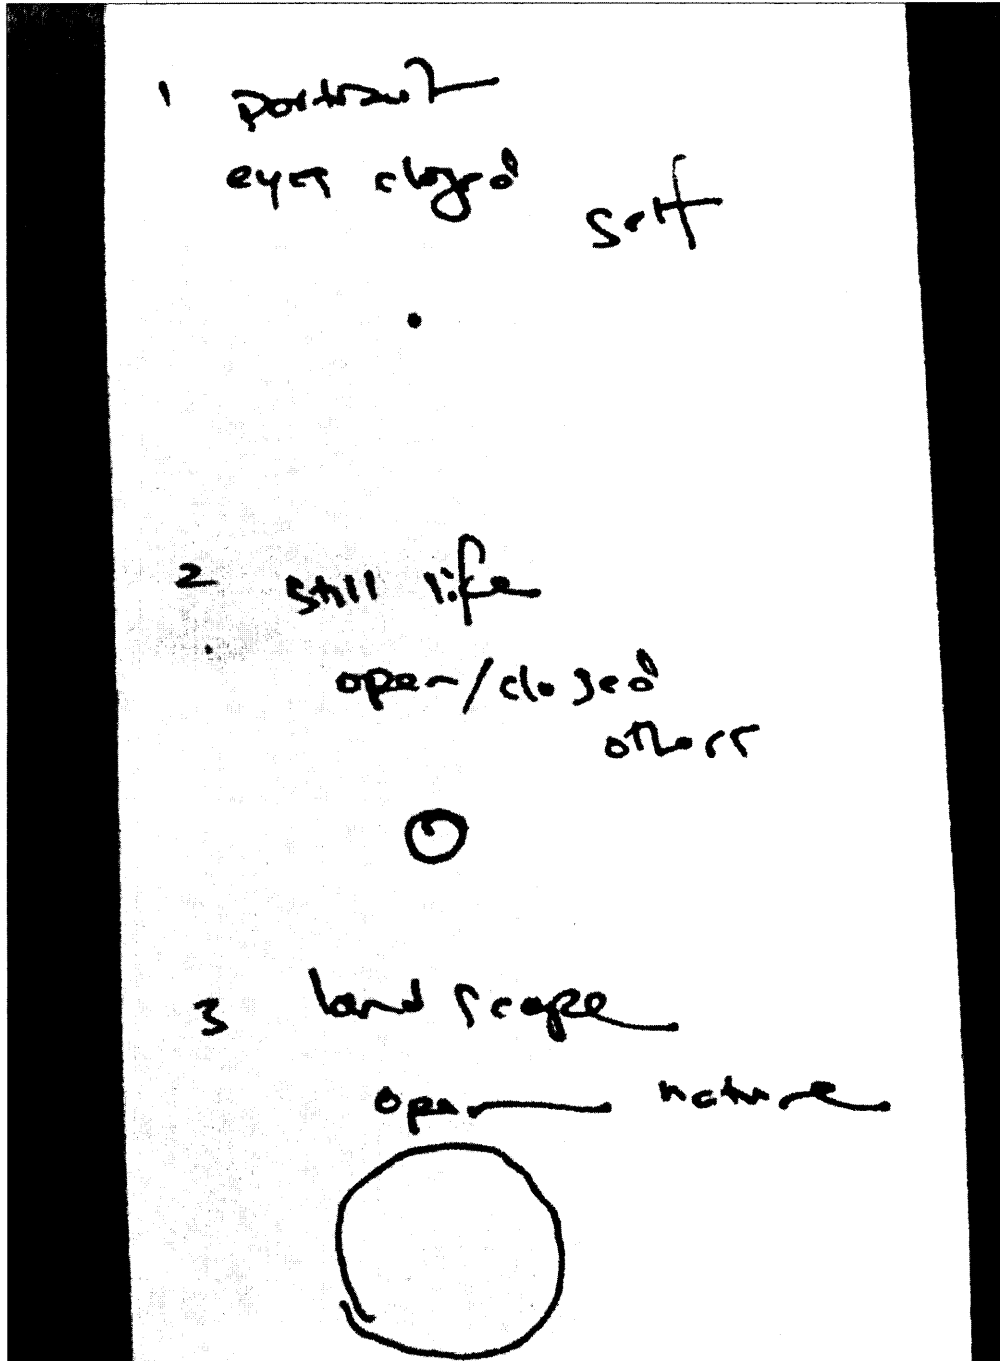 1 portrait
eyes closed
self
2 still life
open/closed
others
3 landscape
open nature